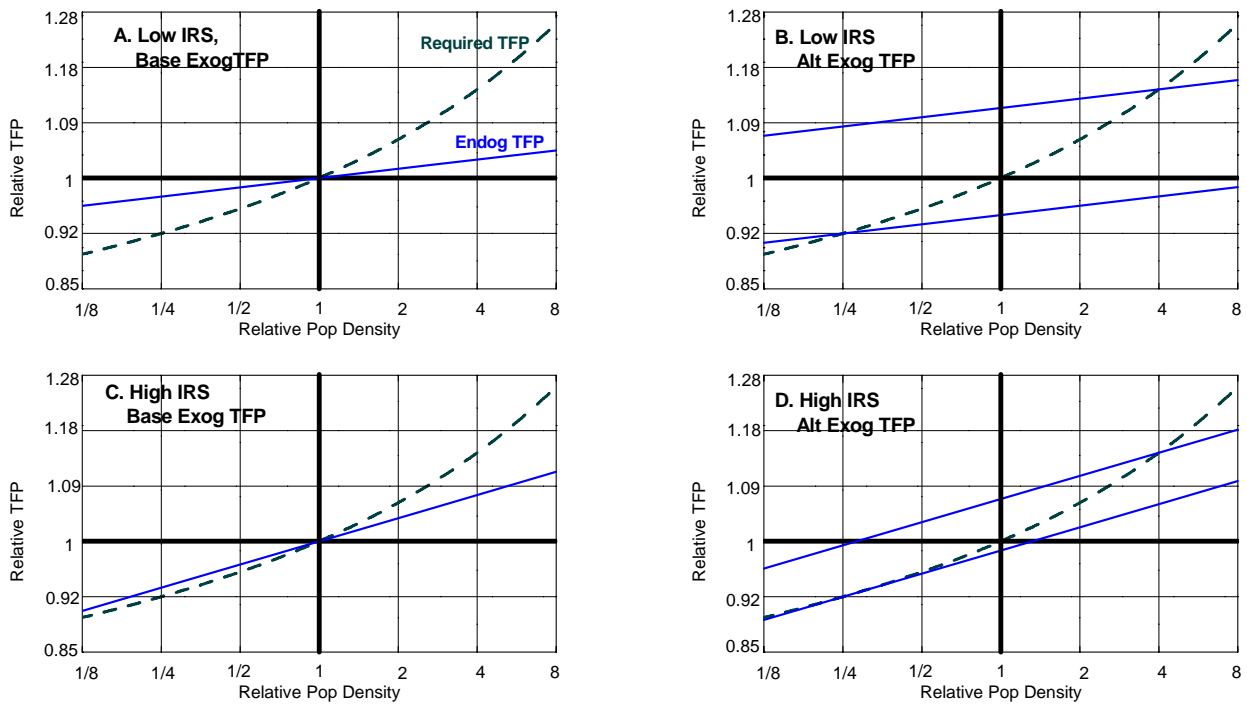 A. Low IRS,
Base ExogTFP
Required TFP
Endog TFP
Relative TFP
1.28
1.18
1.09
1
0.92
0.85
1/8 1/4 1/2 1 2 4 8
Relative Pop Density
B. Low IRS
Alt Exog TFP
Relative TFP
1.28
1.18
1.09
1
0.92
0.85
1/8 1/4 1/2 1 2 4 8
Relative Pop Density
C. High IRS
Base Exog TFP
Relative TFP
1.28
1.18
1.09
1
0.92
0.85
1/8 1/4 1/2 1 2 4 8
Relative Pop Density
D. High IRS
Alt Exog TFP
Relative TFP
1.28
1.18
1.09
1
0.92
0.85
1/8 1/4 1/2 1 2 4 8
Relative Pop Density